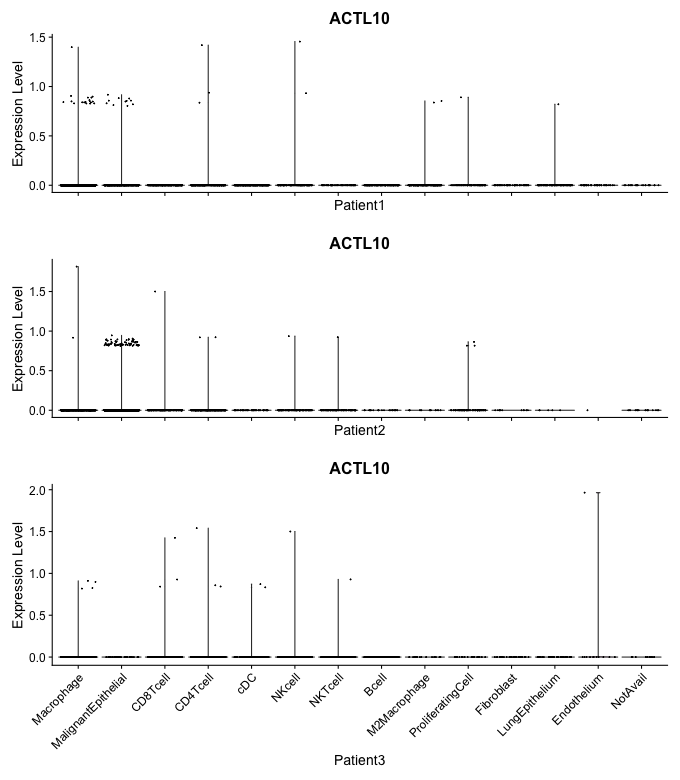 ACTL10
Expression Level
1.5
1.0
0.5
0.0
Patient1
ACTL10
Expression Level
1.5
1.0
0.5
0.0
Patient2
ACTL10
Expression Level
2.0
1.5
1.0
0.5
0.0
Macrophage
MalignantEpithelial
CD8Tcell
CD4Tcell
cDC
NKcell
NKTcell
Bcell
M2Macrophage
ProliferatingCell
Fibroblast
LungEpithelium
Endothelium
NotAvail
Patient3